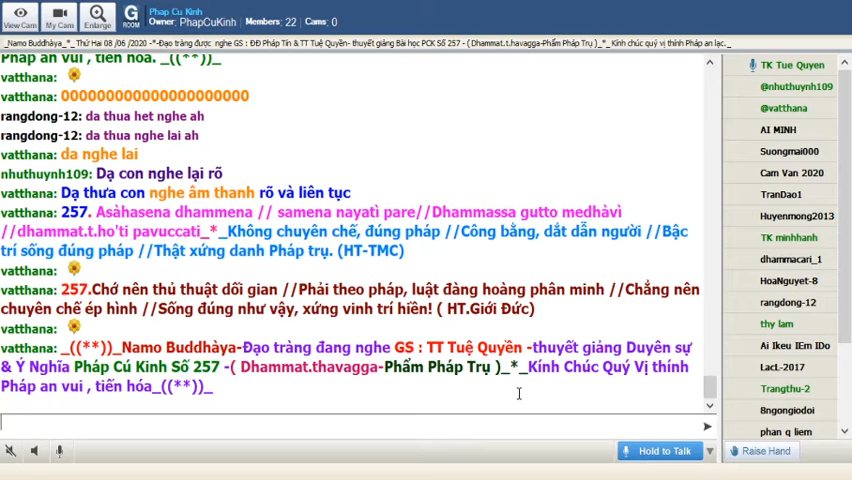 Phap Cu Kinh
Owner: PhapCuKinh Members: 22 Cams: 0
View Cam
My Cam
Enlarge
G
ROOM
_Namo Buddhàya_*_ Thứ Hai 08 /06 /2020 -*-Đạo tràng được nghe GS : ĐĐ Pháp Tín & TT Tuệ Quyền- thuyết giảng Bài học PCK Số 257 - ( Dhammat.thavagga-Phẩm Pháp Trụ )_*_ Kính chúc quý vị thính Pháp an lạc._
Pháp an vui , tiến hóa. _((**))_
vatthana:
vatthana: 000000000000000000000
rangdong-12: da thua het nghe ah
rangdong-12: da thua nghe lai ah
vatthana: da nghe lai
nhuthuynh109: Dạ con nghe lại rõ
vatthana: Dạ thưa con nghe âm thanh rõ và liên tục
vatthana: 257. Asàhasena dhammena // samena nayatì pare//Dhammassa gutto medhàvì
//dhammat.t.ho'ti pavuccati_*_Không chuyên chế, đúng pháp //Công bằng, dắt dẫn người //Bậc
trí sống đúng pháp //Thật xứng danh Pháp trụ. (HT-TMC)
vatthana:
vatthana: 257.Chớ nên thủ thuật dối gian //Phải theo pháp, luật đàng hoàng phân minh //Chẳng nên
chuyên chế ép hình //Sống đúng như vậy, xứng vinh trí hiền! ( HT.Giới Đức)
vatthana:
vatthana: _((**))_Namo Buddhàya-Đạo tràng đang nghe GS : TT Tuệ Quyền -thuyết giảng Duyên sự
& Ý Nghĩa Pháp Cú Kinh Số 257 -( Dhammat.thavagga-Phẩm Pháp Trụ )_*_Kính Chúc Quý Vị thính
Pháp an vui , tiến hóa_((**))_
Hold to Talk
Raise Hand
TK Tue Quyen
@nhuthuynh109
@vatthana
AI MINH
Suongmai000
Cam Van 2020
TranDao1
Huyenmong2013
TK minhhanh
dhammacari_1
HoaNguyet-8
rangdong-12
thy lam
Ai Ikeu IEm IDo
LacL-2017
Trangthu-2
8ngongiodoi
phan q liem